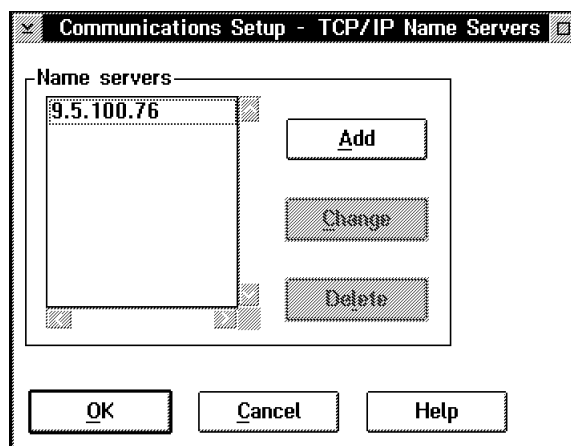 Communications Setup - TCP/IP Name Servers
Name servers
9.5.100.76
Add
Change
Delete
OK
Cancel
Help